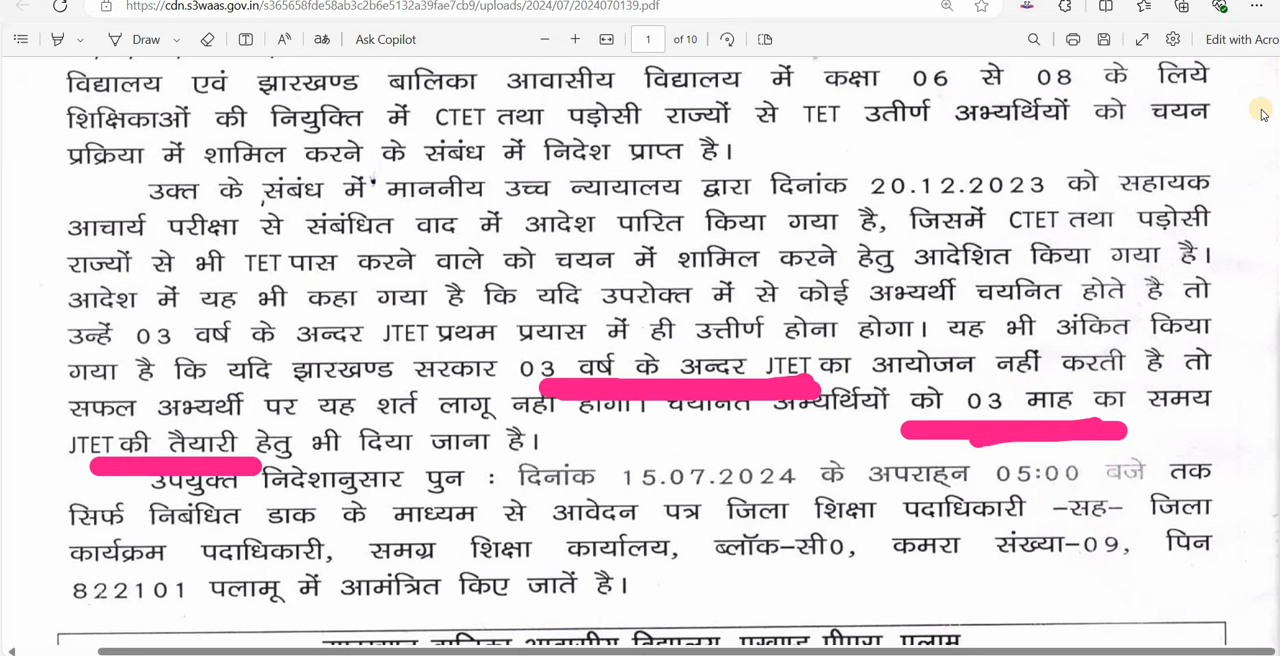 https://cdn.s3waas.gov.in/s365658fde58ab3c2b6e5132a39fae7cb9/uploads/2024/07/2024070139.pdf
Draw aあ Ask Copilot 1 of 10 Edit with Acro
विद्यालय एवं झारखण्ड बालिका आवासीय विद्यालय में कक्षा 06 से 08 के लिये
शिक्षिकाओं की नियुक्ति में CTET तथा पड़ोसी राज्यों से TET उतीर्ण अभ्यर्थियों को चयन
प्रक्रिया में शामिल करने के संबंध में निदेश प्राप्त है।
उक्त के संबंध में माननीय उच्च न्यायालय द्वारा दिनांक 20.12.2023 को सहायक
आचार्य परीक्षा से संबंधित वाद में आदेश पारित किया गया है, जिसमें CTET तथा पड़ोसी
राज्यों से भी TET पास करने वाले को चयन में शामिल करने हेतु आदेशित किया गया है।
आदेश में यह भी कहा गया है कि यदि उपरोक्त में से कोई अभ्यर्थी चयनित होते है तो
उन्हें 03 वर्ष के अन्दर JTET प्रथम प्रयास में ही उत्तीर्ण होना होगा। यह भी अंकित किया
गया है कि यदि झारखण्ड सरकार 03 वर्ष के अन्दर JTET का आयोजन नहीं करती है तो
सफल अभ्यर्थी पर यह शर्त लागू नहीं होगा। चयनित अभ्यर्थियों को 03 माह का समय
JTET की तैयारी हेतु भी दिया जाना है।
उपयुक्त निदेशानुसार पुन : दिनांक 15.07.2024 के अपराह्न 05:00 बजे तक
सिर्फ निबंधित डाक के माध्यम से आवेदन पत्र जिला शिक्षा पदाधिकारी –सह– जिला
कार्यक्रम पदाधिकारी, समग्र शिक्षा कार्यालय, ब्लॉक–सी0, कमरा संख्या–09, पिन
822101 पलामू में आमंत्रित किए जातें है।